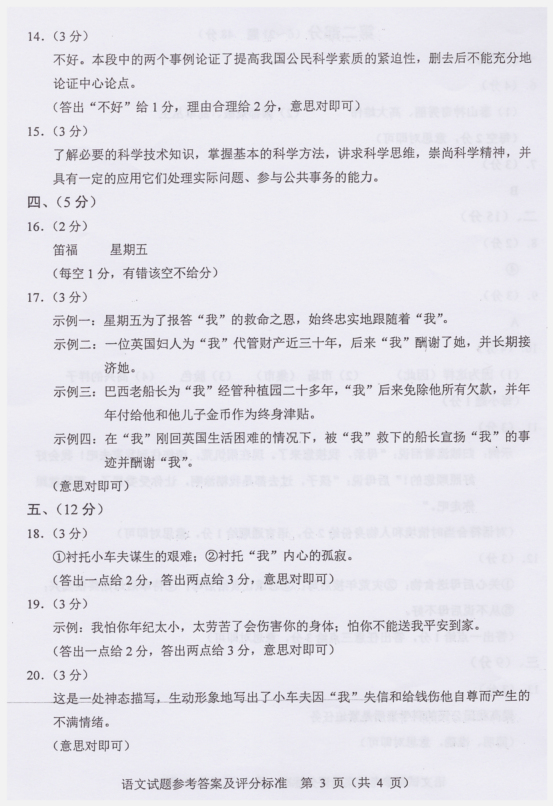 14.（3 分）
不好。本段中的两个事例论证了提高我国公民科学素质的紧迫性，删去后不能充分地
论证中心论点。
（答出“不好”给 1 分，理由合理给 2 分，意思对即可）
15.（3 分）
了解必要的科学技术知识，掌握基本的科学方法，讲求科学思维，崇尚科学精神，并
具有一定的应用它们处理实际问题、参与公共事务的能力。
四、（5 分）
16.（2 分）
笛福　　星期五
（每空 1 分，有错该空不给分）
17.（3 分）
示例一：星期五为了报答“我”的救命之恩，始终忠实地跟随着“我”。
示例二：一位英国妇人为“我”代管财产近三十年，后来“我”酬谢了她，并长期接
济她。
示例三：巴西老船长为“我”经管种植园二十多年，“我”后来免除他所有欠款，并年
年付给他和他儿子金币作为终身津贴。
示例四：在“我”刚回英国生活困难的情况下，被“我”救下的船长宣扬“我”的事
迹并酬谢“我”。
（意思对即可）
五、（12 分）
18.（3 分）
①衬托小车夫谋生的艰难；②衬托“我”内心的孤寂。
（答出一点给 2 分，答出两点给 3 分，意思对即可）
19.（3 分）
示例：我怕你年纪太小，太劳苦了会伤害你的身体；怕你不能送我平安到家。
（答出一点给 2 分，答出两点给 3 分，意思对即可）
20.（3 分）
这是一处神态描写，生动形象地写出了小车夫因“我”失信和给钱伤他自尊而产生的
不满情绪。
（意思对即可）
语文试题参考答案及评分标准　第 3 页（共 4 页）